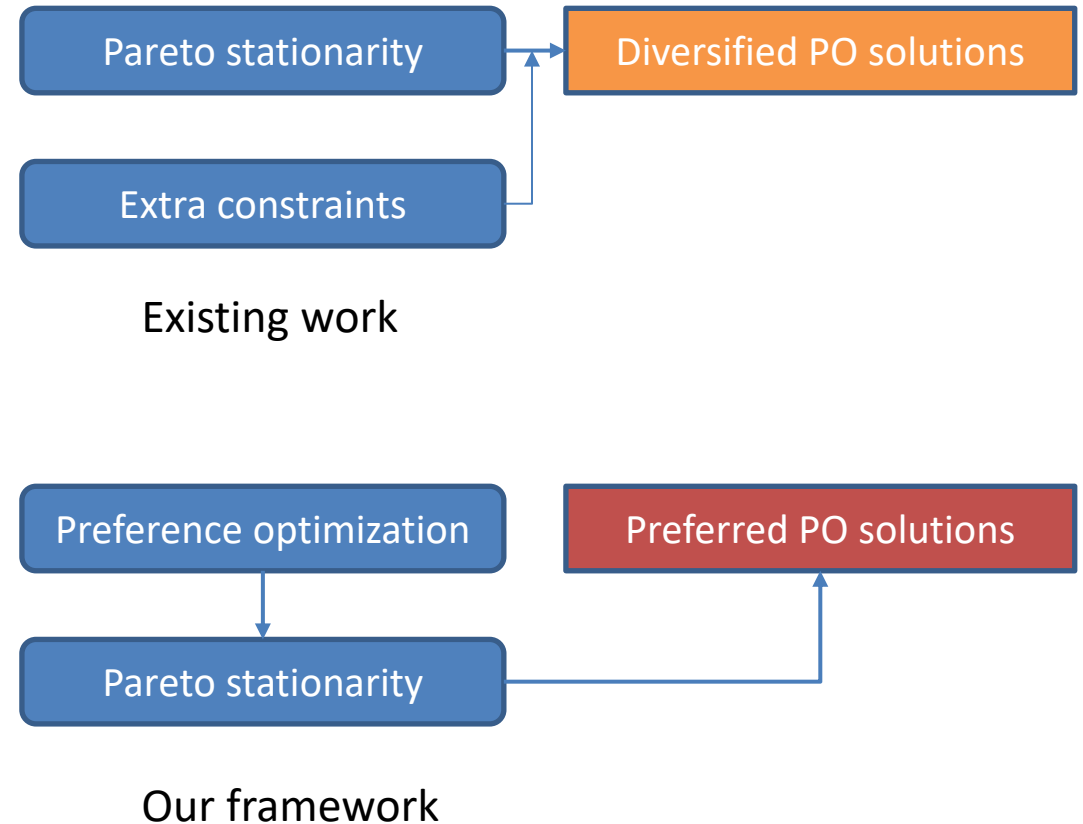 Pareto stationarity
Diversified PO solutions
Extra constraints
Existing work
Preference optimization
Preferred PO solutions
Pareto stationarity
Our framework